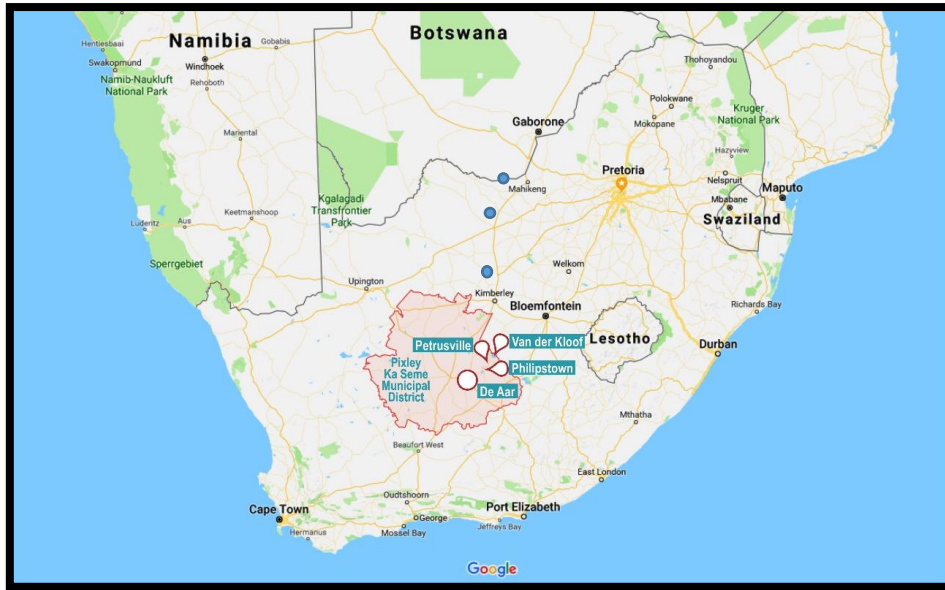 Namibia
Botswana
Hentiesbaai
Gobabis
Swakopmund
Windhoek
Namib-Naukluft
National Park
Rehoboth
Thohoyandou
Polokwane
Mokopane
Kruger
National Park
Gaborone
Mariental
Hazyview
Pretoria
Mahikeng
Nelspruit
Maputo
Mbabane
Swaziland
Kgalagadi
Transfrontier
Park
Keetmanshoop
Lüderitz
Aus
Sperrgebiet
Welkom
Upington
Kimberley
Bloemfontein
Richards Bay
Lesotho
Durban
Petrusville
Van der Kloof
Pixley
Ka Seme
Municipal
District
Philipstown
De Aar
Mthatha
Beaufort West
East London
Oudtshoorn
Cape Town
George
Port Elizabeth
Hermanus
Mossel Bay
Jeffreys Bay
Google